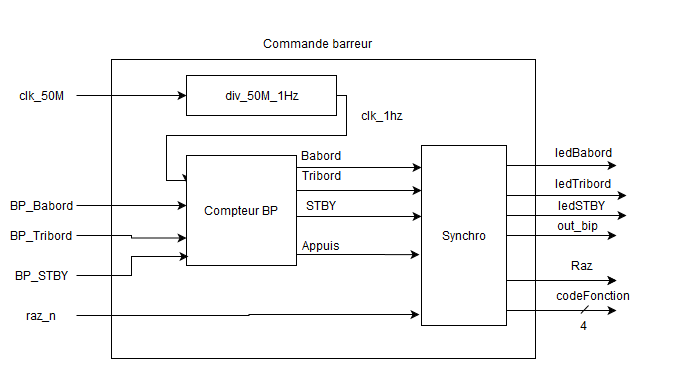 Commande barreur
clk_50M
div_50M_1Hz
clk_1hz
Babord
Tribord
STBY
Appuis
BP_Babord
BP_Tribord
BP_STBY
raz_n
Compteur BP
Synchro
ledBabord
ledTribord
ledSTBY
out_bip
Raz
codeFonction
4